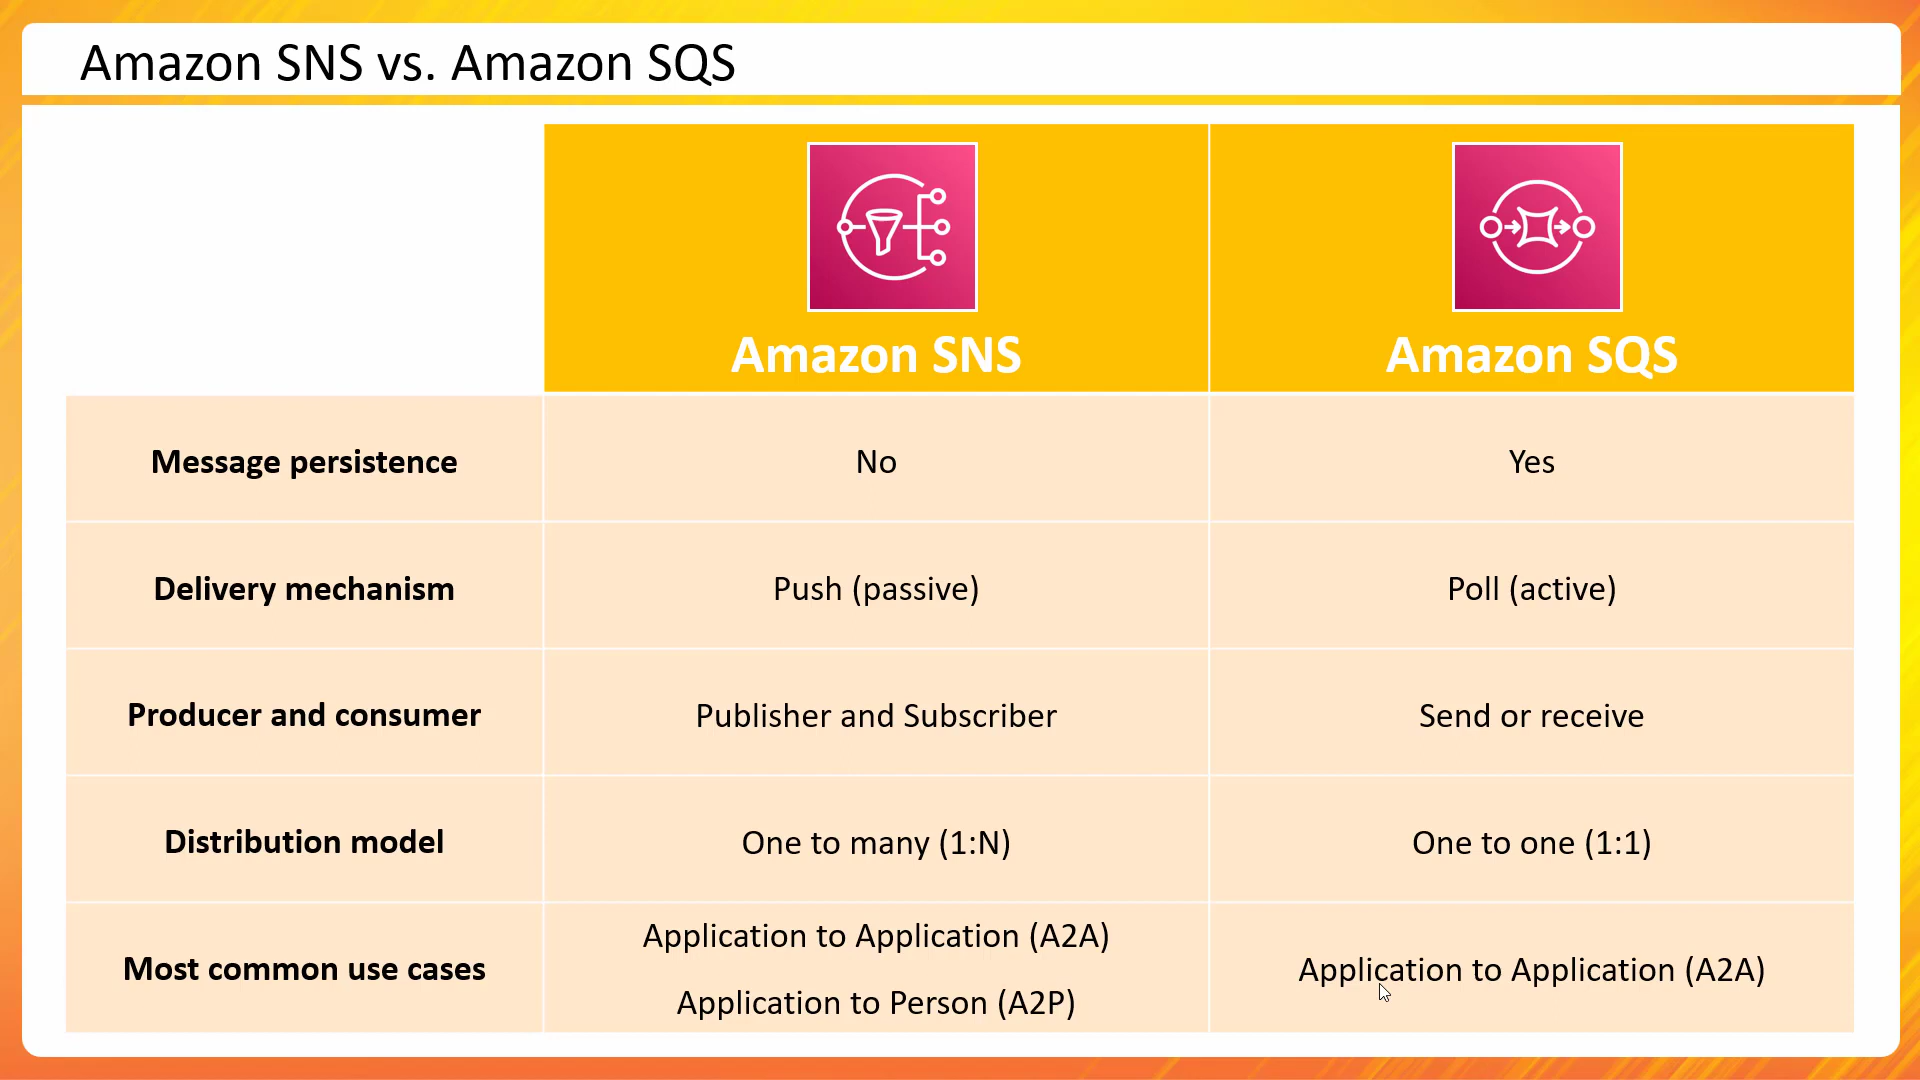 Amazon SNS vs. Amazon SQS
Amazon SNS
Amazon SQS
Message persistence
No
Yes
Delivery mechanism
Push (passive)
Poll (active)
Producer and consumer
Publisher and Subscriber
Send or receive
Distribution model
One to many (1:N)
One to one (1:1)
Most common use cases
Application to Application (A2A)
Application to Person (A2P)
Application to Application (A2A)